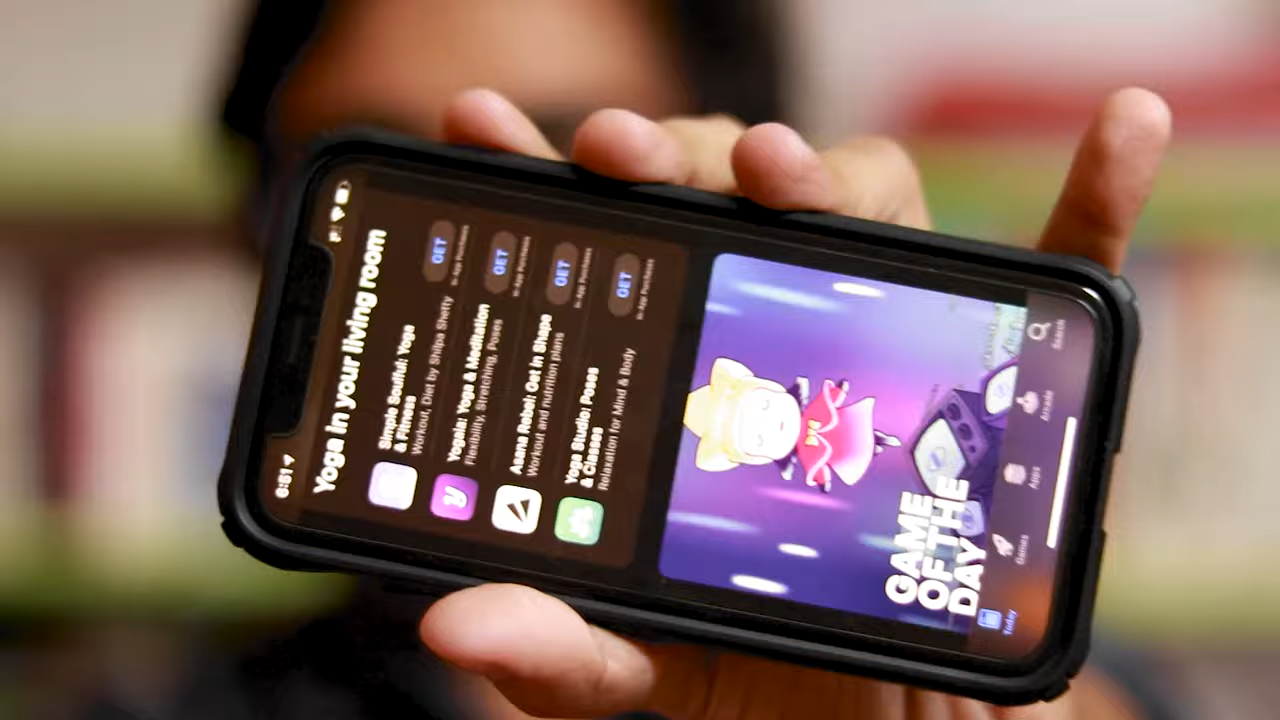 6:51
Yoga in your living room
Simple Soulful: Yoga
& Fitness
Workout, Diet by Shilpa Shetty
GET
In-App Purchases
Yogala: Yoga & Meditation
Flexibility, Stretching, Poses
GET
In-App Purchases
Asana Rebel: Get in Shape
Workout and nutrition plans
GET
In-App Purchases
Yoga Studio: Poses
& Classes
Relaxation for Mind & Body
GET
In-App Purchases
GAME
OF THE
DAY
Today
Games
Apps
Arcade
Search